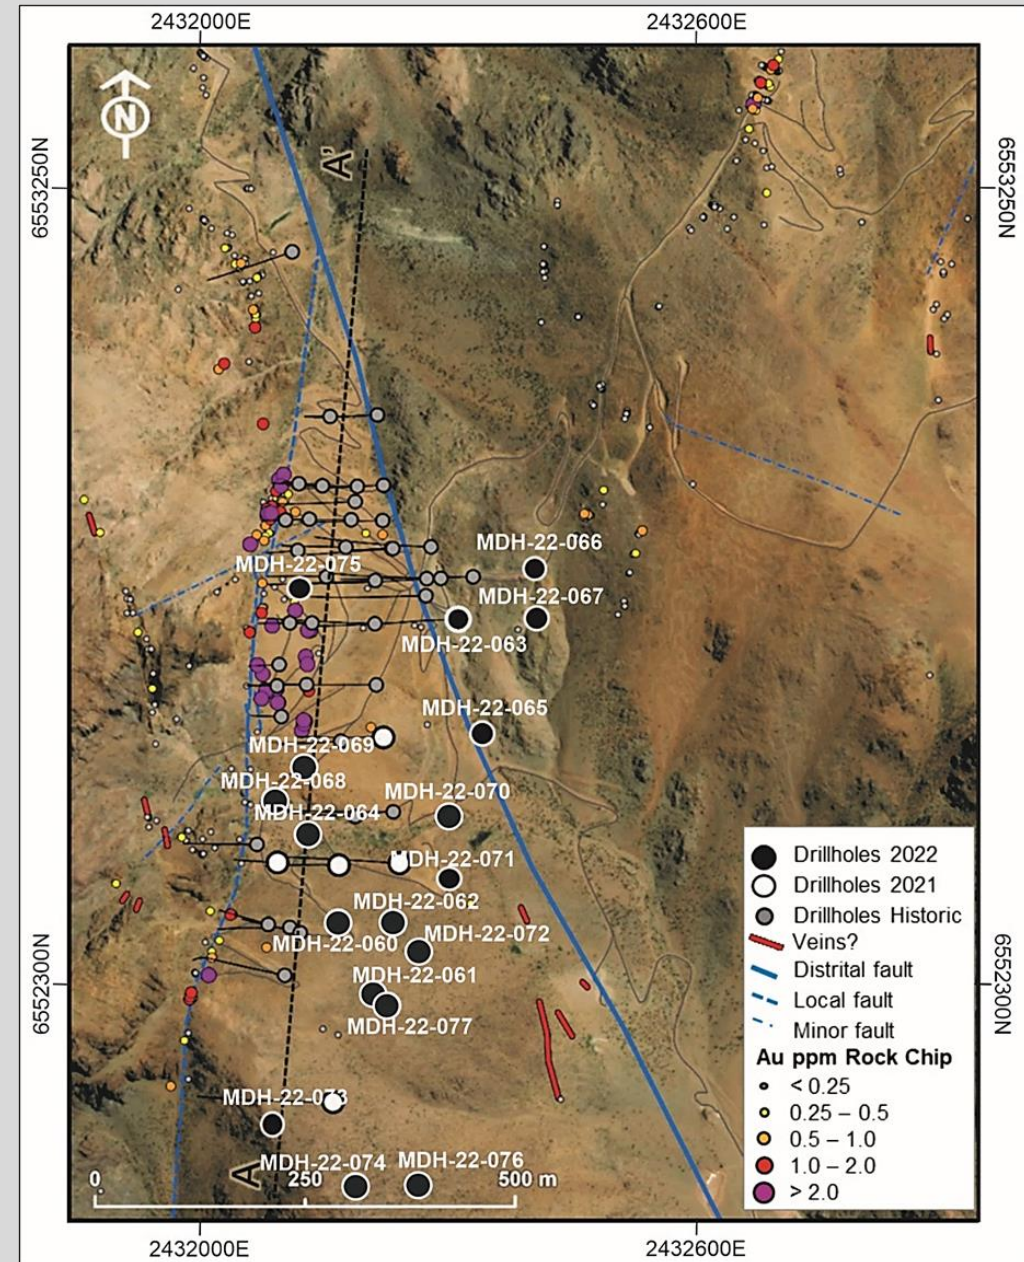 2432000E 2432600E
N
A'
6553250N 6553250N
MDH-22-066
MDH-22-075
MDH-22-067
MDH-22-063
MDH-22-065
MDH-22-069
MDH-22-068
MDH-22-070
MDH-22-064
MDH-22-071
MDH-22-062
MDH-22-060
MDH-22-072
MDH-22-061
MDH-22-077
MDH-22-073
MDH-22-074
MDH-22-076
A
0 250 500 m
6552300N 6552300N
Drillholes 2022
Drillholes 2021
Drillholes Historic
Veins?
Distrital fault
Local fault
Minor fault
Au ppm Rock Chip
< 0.25
0.25 – 0.5
0.5 – 1.0
1.0 – 2.0
> 2.0
2432000E 2432600E